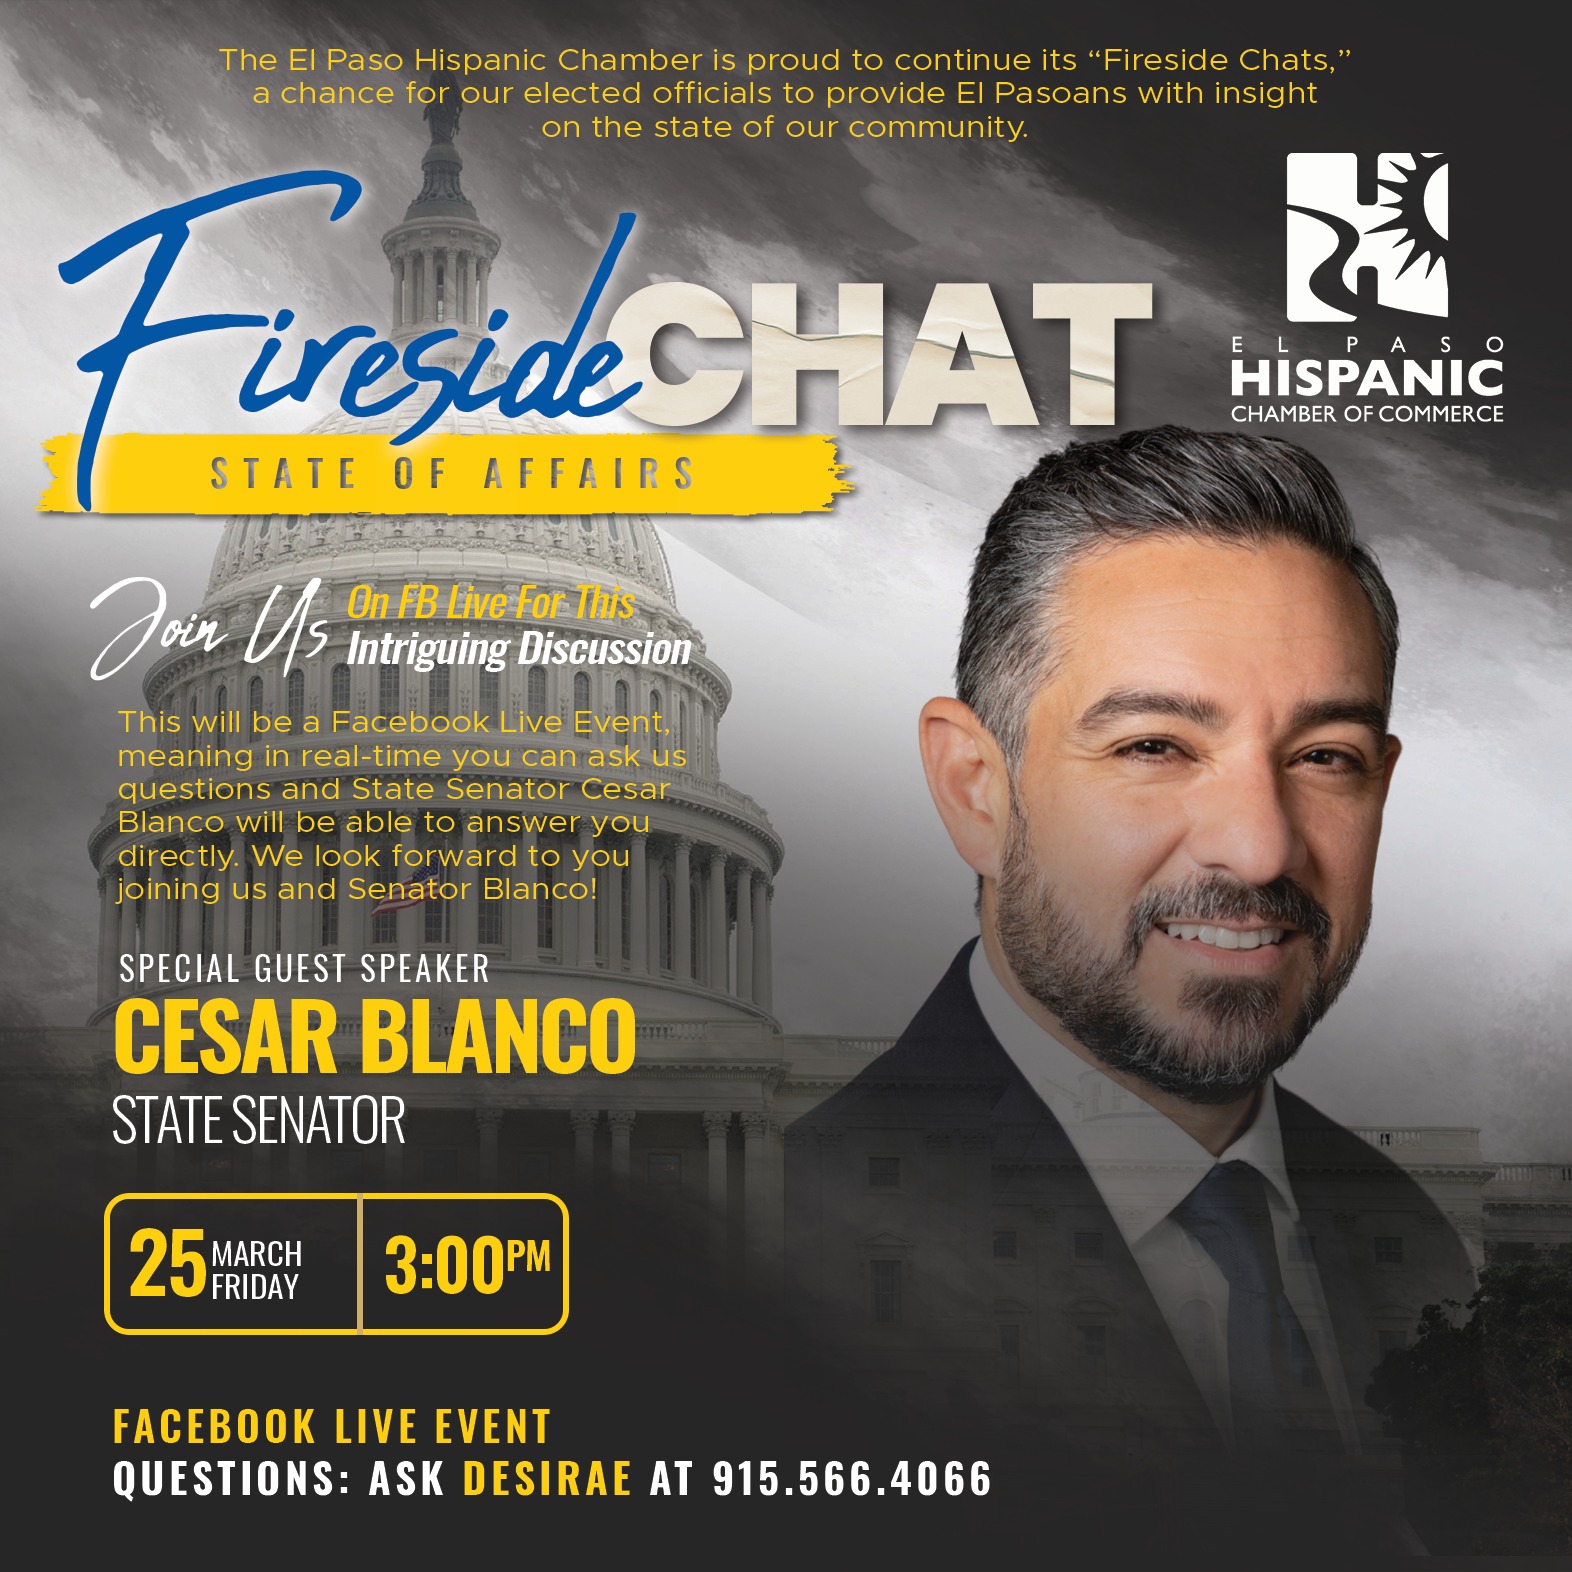 The El Paso Hispanic Chamber is proud to continue its “Fireside Chats,”
a chance for our elected officials to provide El Pasoans with insight
on the state of our community.
Fireside CHAT
STATE OF AFFAIRS
EL PASO
HISPANIC
CHAMBER OF COMMERCE
Join Us On FB Live For This
Intriguing Discussion
This will be a Facebook Live Event,
meaning in real-time you can ask us
questions and State Senator Cesar
Blanco will be able to answer you
directly. We look forward to you
joining us and Senator Blanco!
SPECIAL GUEST SPEAKER
CESAR BLANCO
STATE SENATOR
25 MARCH
FRIDAY
3:00PM
FACEBOOK LIVE EVENT
QUESTIONS: ASK DESIRAE AT 915.566.4066